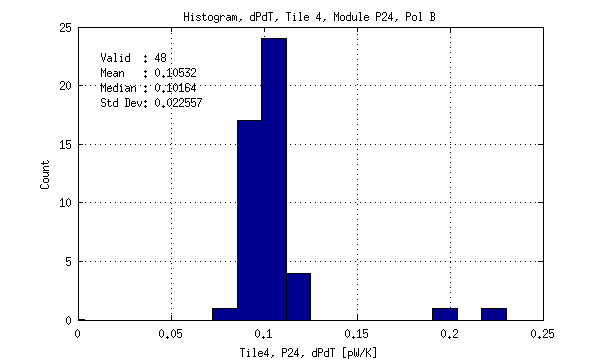 Histogram, dPdT, Tile 4, Module P24, Pol B
25
Valid : 48
Mean : 0.10532
Median : 0.10164
Std Dev: 0.022557
20
15
Count
10
5
0
0 0.05 0.1 0.15 0.2 0.25
Tile4, P24, dPdT [pW/K]